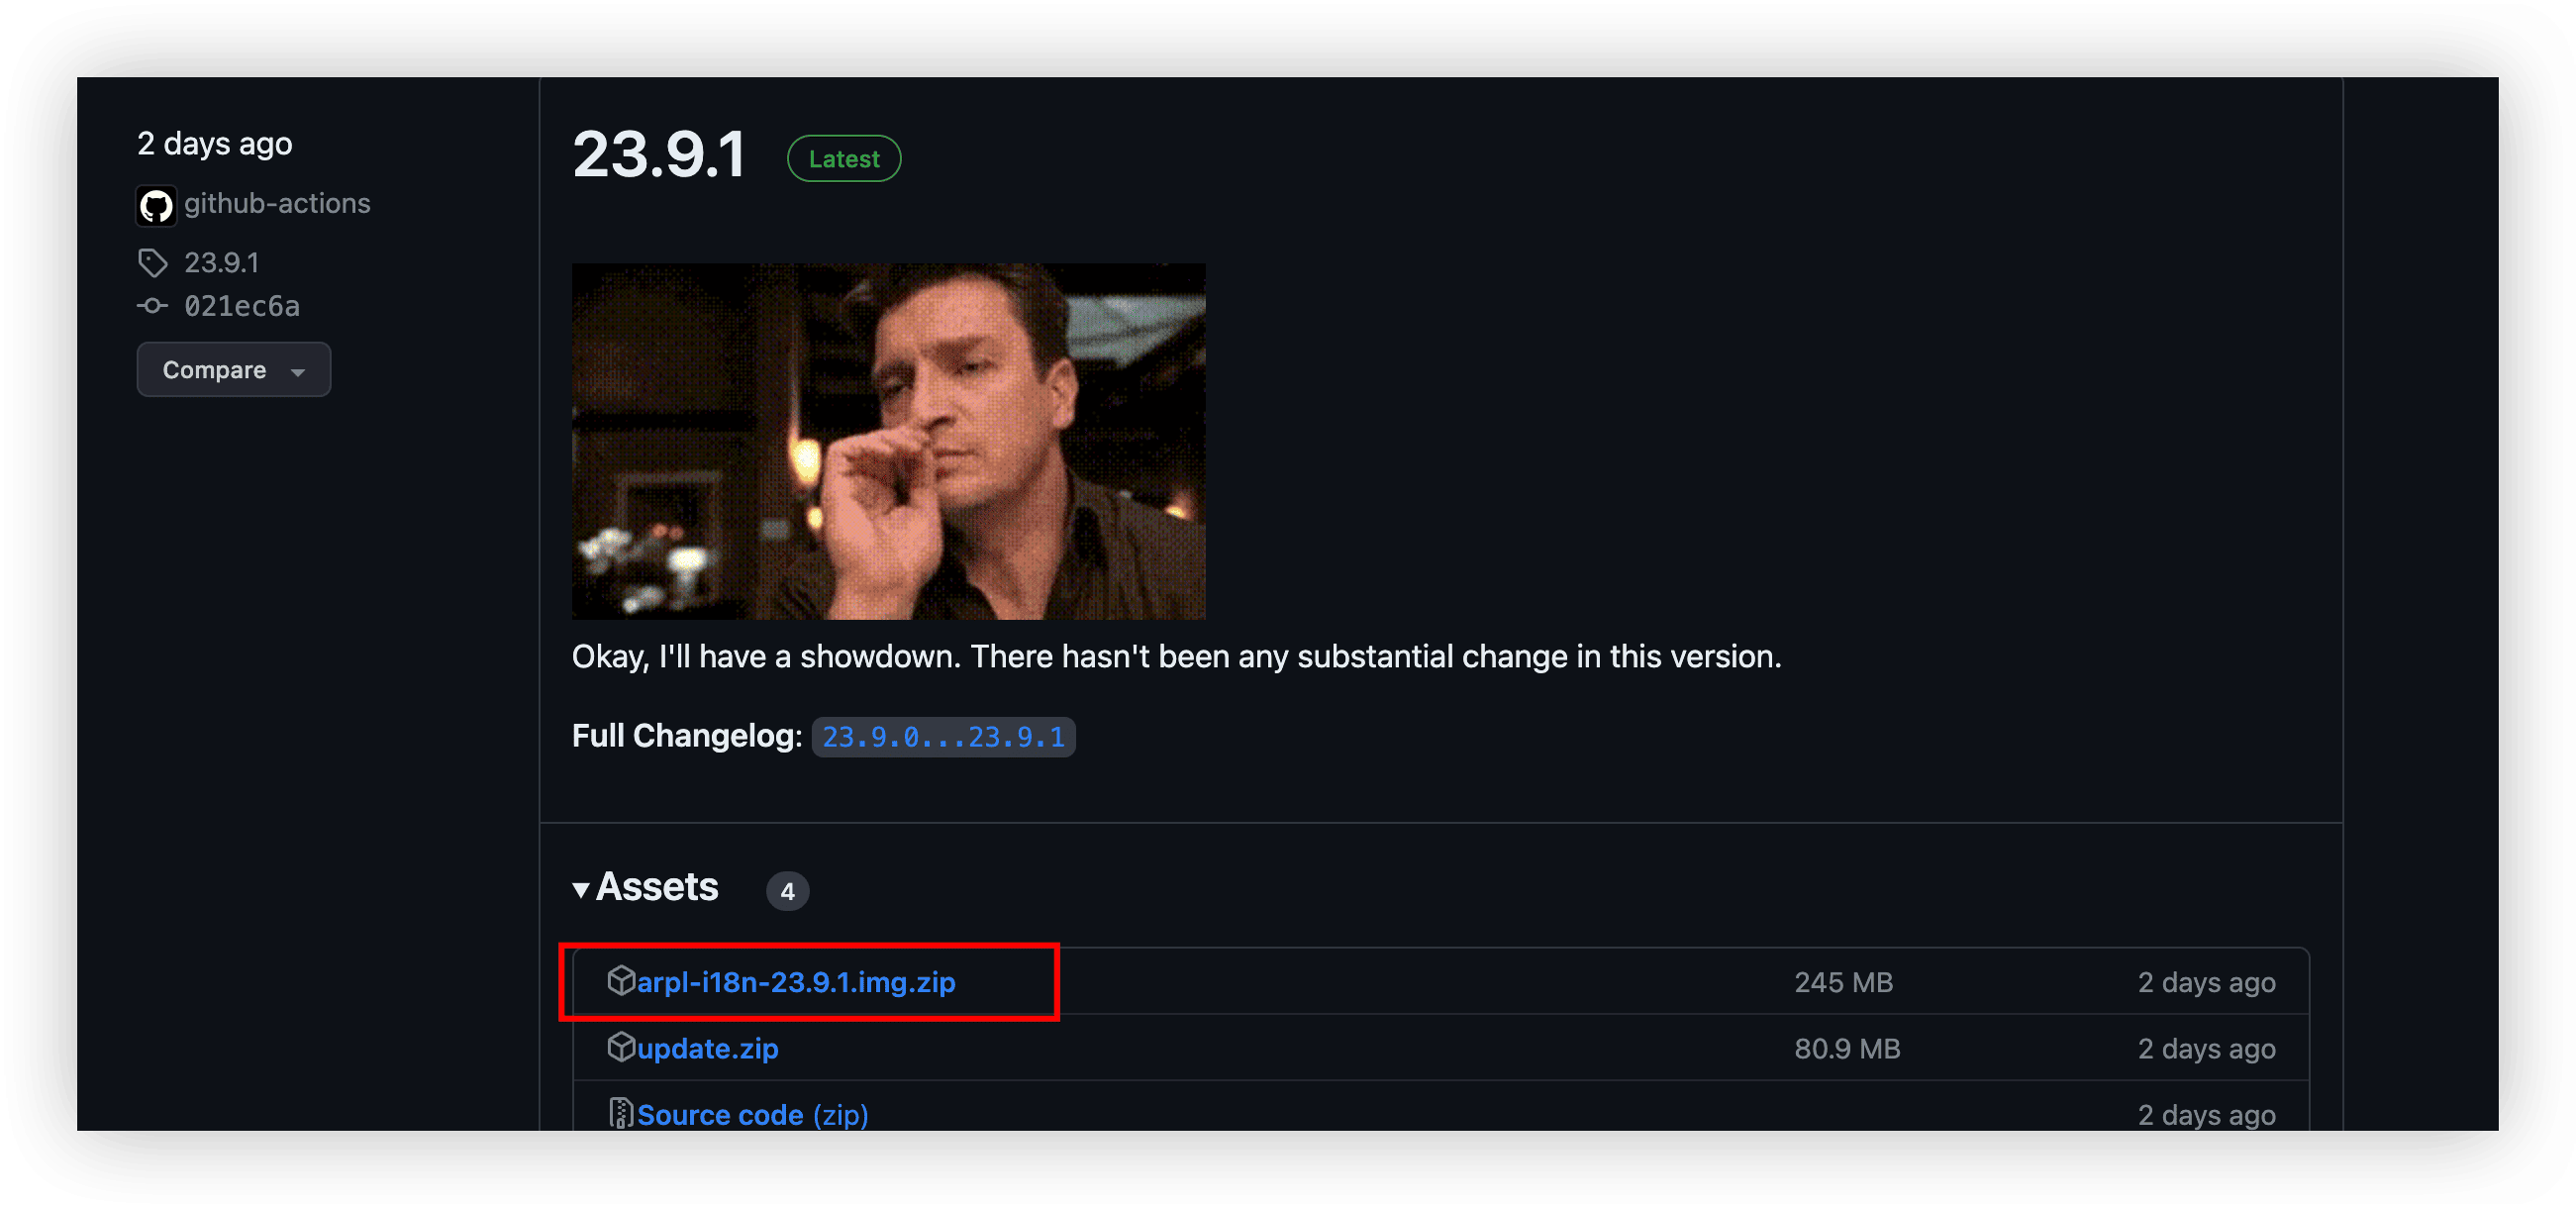 2 days ago
github-actions
23.9.1
021ec6a
Compare
23.9.1 Latest
Okay, I'll have a showdown. There hasn't been any substantial change in this version.
Full Changelog: 23.9.0...23.9.1
Assets 4
arpl-i18n-23.9.1.img.zip 245 MB 2 days ago
update.zip 80.9 MB 2 days ago
Source code (zip) 2 days ago